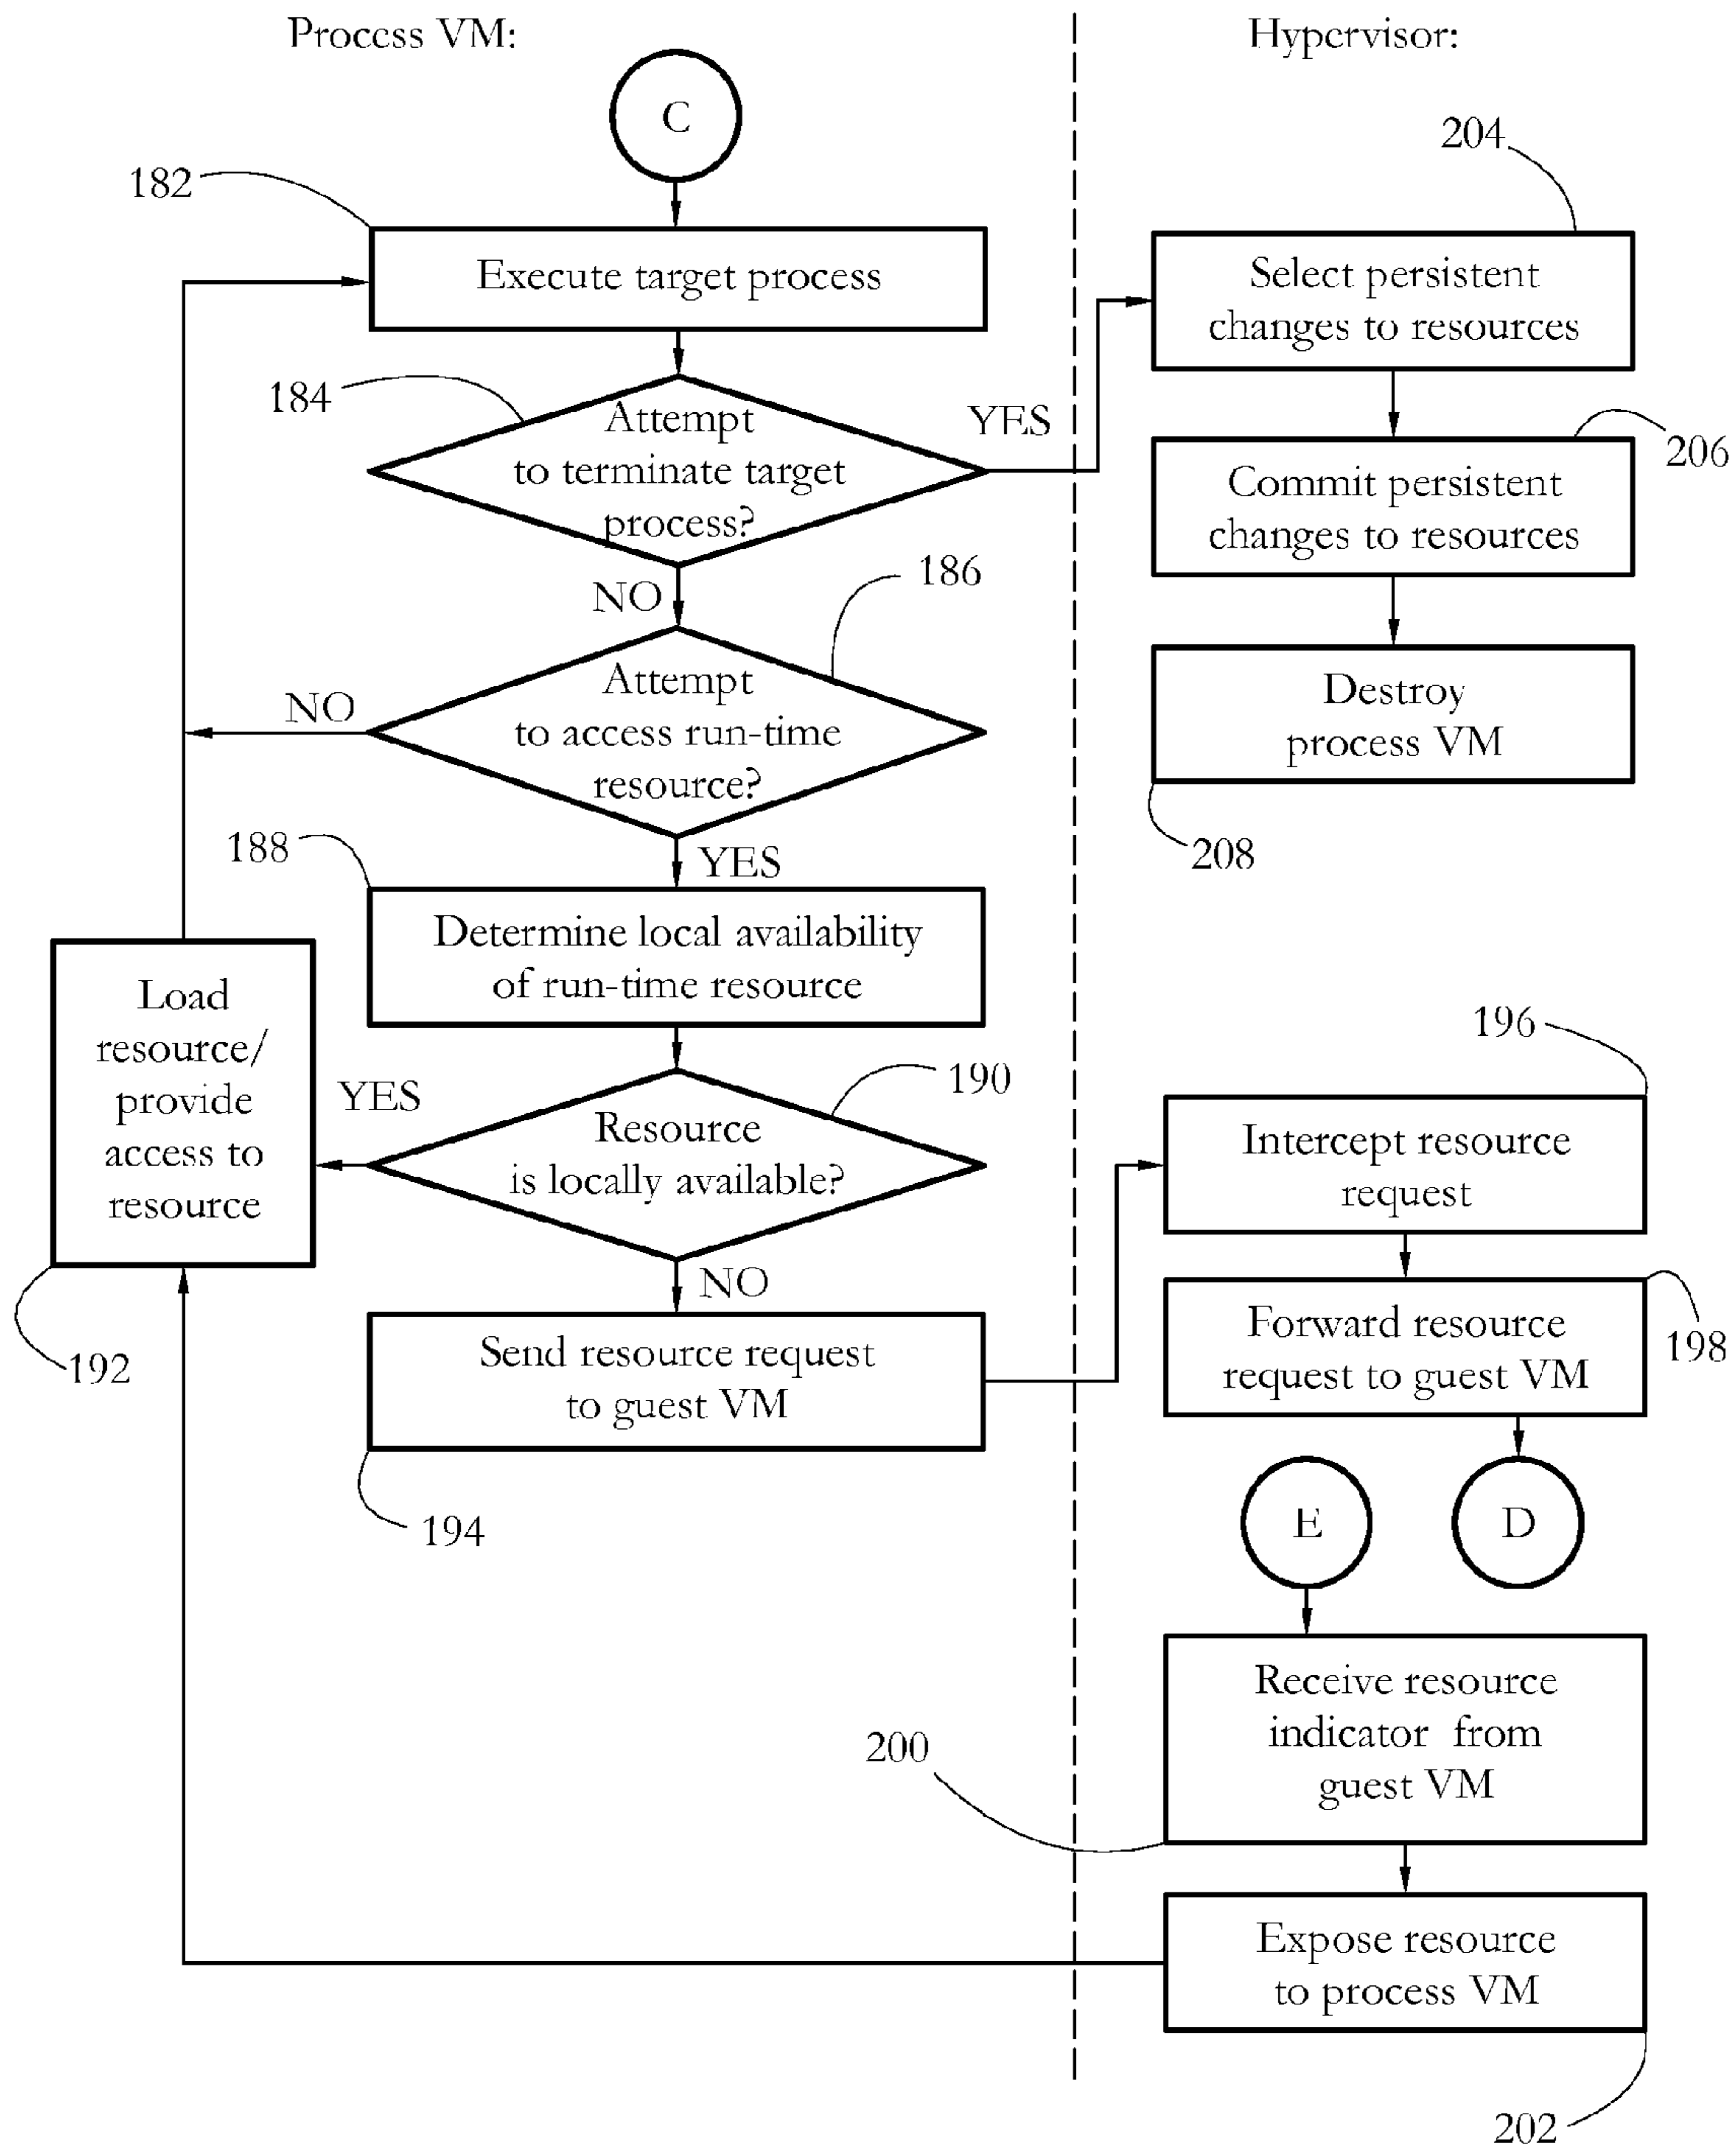 Process VM:
Hypervisor:
C
182
204
Execute target process
Select persistent
changes to resources
184
Attempt
to terminate target
process?
YES
206
Commit persistent
changes to resources
NO
186
Attempt
to access run-time
resource?
NO
Destroy
process VM
208
188
YES
Determine local availability
of run-time resource
Load
resource/
provide
access to
resource
192
YES
190
Resource
is locally available?
196
Intercept resource
request
NO
Send resource request
to guest VM
194
Forward resource
request to guest VM
198
E
D
Receive resource
indicator from
guest VM
200
Expose resource
to process VM
202